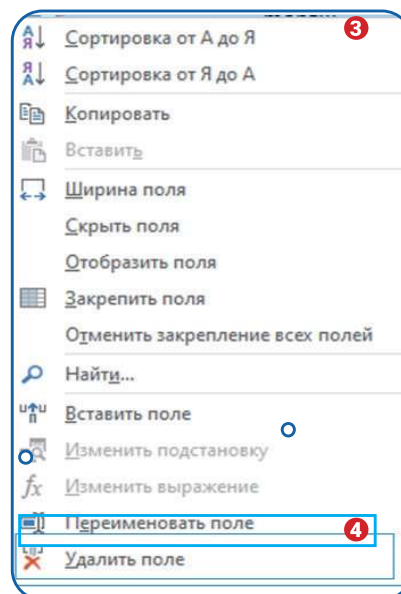 Сортировка от А до Я
3
Сортировка от Я до А
Копировать
Вставить
Ширина поля
Скрыть поля
Отобразить поля
Закрепить поля
Отменить закрепление всех полей
Найти...
Вставить поле
Изменить подстановку
fx Изменить выражение
Переименовать поле
4
Удалить поле